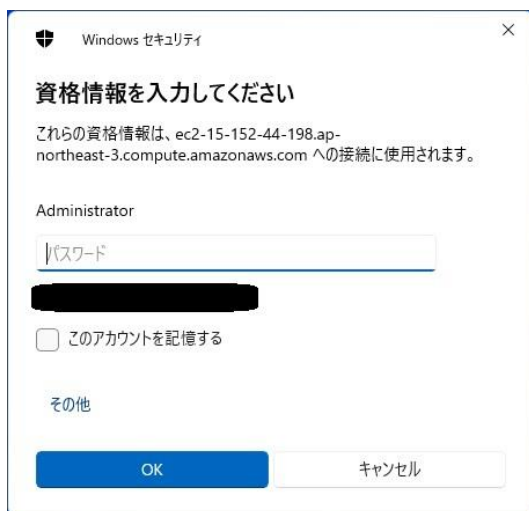 Windows セキュリティ
資格情報を入力してください
これらの資格情報は、ec2-15-152-44-198.ap-
northeast-3.compute.amazonaws.com への接続に使用されます。
Administrator
パスワード
このアカウントを記憶する
その他
OK
キャンセル